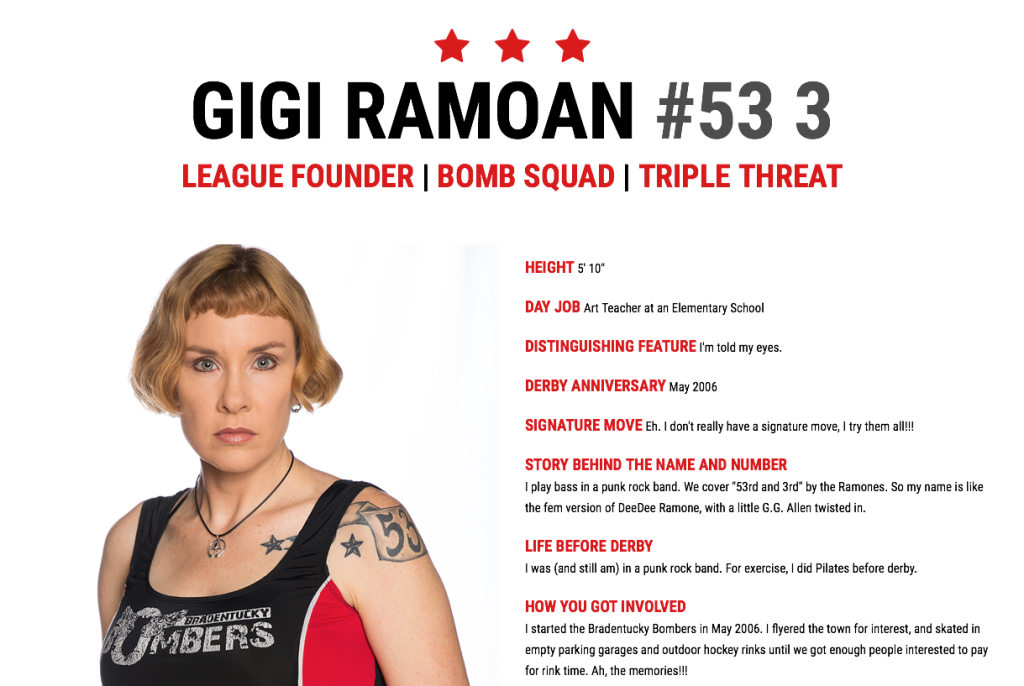 GIGI RAMOAN #53 3
LEAGUE FOUNDER | BOMB SQUAD | TRIPLE THREAT
HEIGHT 5' 10"
DAY JOB Art Teacher at an Elementary School
DISTINGUISHING FEATURE I'm told my eyes.
DERBY ANNIVERSARY May 2006
SIGNATURE MOVE Eh. I don't really have a signature move, I try them all!!!
STORY BEHIND THE NAME AND NUMBER
I play bass in a punk rock band. We cover "53rd and 3rd" by the Ramones. So my name is like
the fem version of DeeDee Ramone, with a little G.G. Allen twisted in.
LIFE BEFORE DERBY
I was (and still am) in a punk rock band. For exercise, I did Pilates before derby.
HOW YOU GOT INVOLVED
I started the Bradentucky Bombers in May 2006. I flyered the town for interest, and skated in
empty parking garages and outdoor hockey rinks until we got enough people interested to pay
for rink time. Ah, the memories!!!
53
BRADENTUCKY
BOMBERS